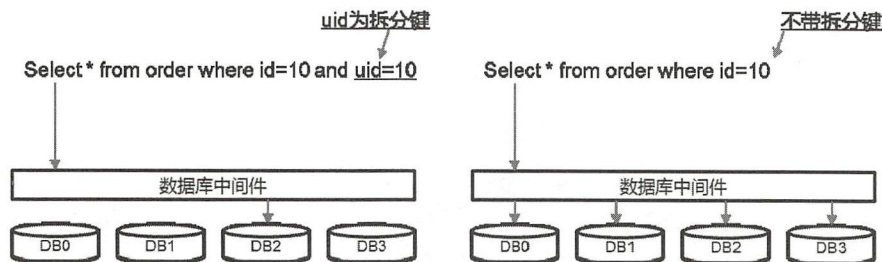 uid为拆分键
Select * from order where id=10 and uid=10
数据库中间件
DB0
DB1
DB2
DB3
不带拆分键
Select * from order where id=10
数据库中间件
DB0
DB1
DB2
DB3